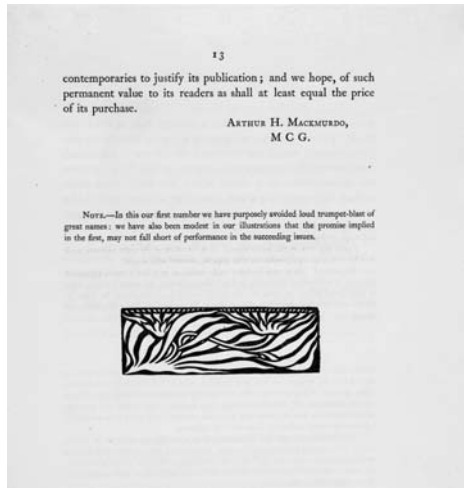 13
contemporaries to justify its publication ; and we hope, of such
permanent value to its readers as shall at least equal the price
of its purchase.
Arthur H. Mackmurdo,
M C G.
Note.—In this our first number we have purposely avoided loud trumpet-blast of
great names : we have also been modest in our illustrations that the promise implied
in the first, may not fall short of performance in the succeeding issues.